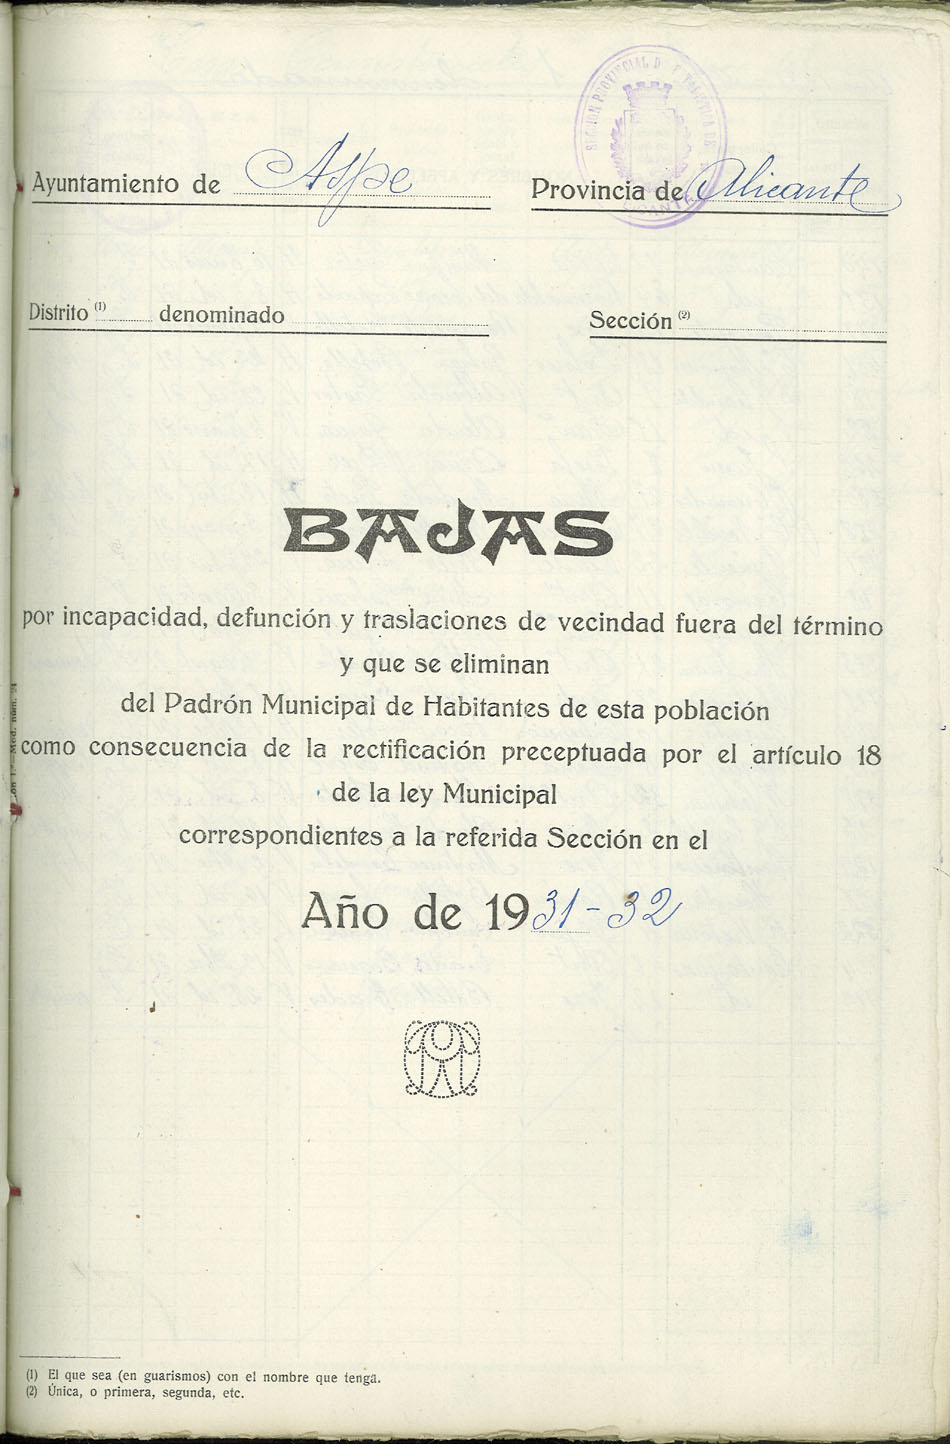 SECCION PROVINCIAL D
Ayuntamiento de Aspe
Provincia de Alicante
Distrito (1) denominado
Sección (2)
BAJAS
por incapacidad, defunción y traslaciones de vecindad fuera del término
y que se eliminan
del Padrón Municipal de Habitantes de esta población
como consecuencia de la rectificación preceptuada por el artículo 18
de la ley Municipal
correspondientes a la referida Sección en el
Año de 1931-32
(1) El que sea (en guarismos) con el nombre que tenga.
(2) Única, o primera, segunda, etc.